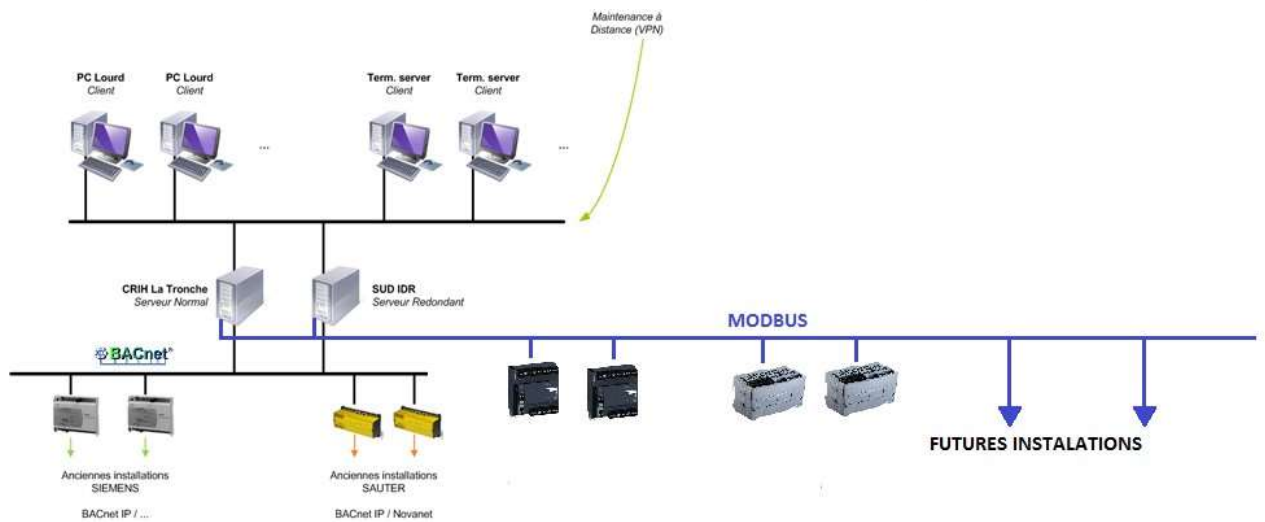 Maintenance à
Distance (VPN)
PC Lourd
Client
PC Lourd
Client
...
Term. server
Client
Term. server
Client
...
CRIH La Tronche
Serveur Normal
SUD IDR
Serveur Redondant
MODBUS
BACnet®
Anciennes installations
SIEMENS
BACnet IP / ...
Anciennes installations
SAUTER
BACnet IP / Novanet
FUTURES INSTALATIONS